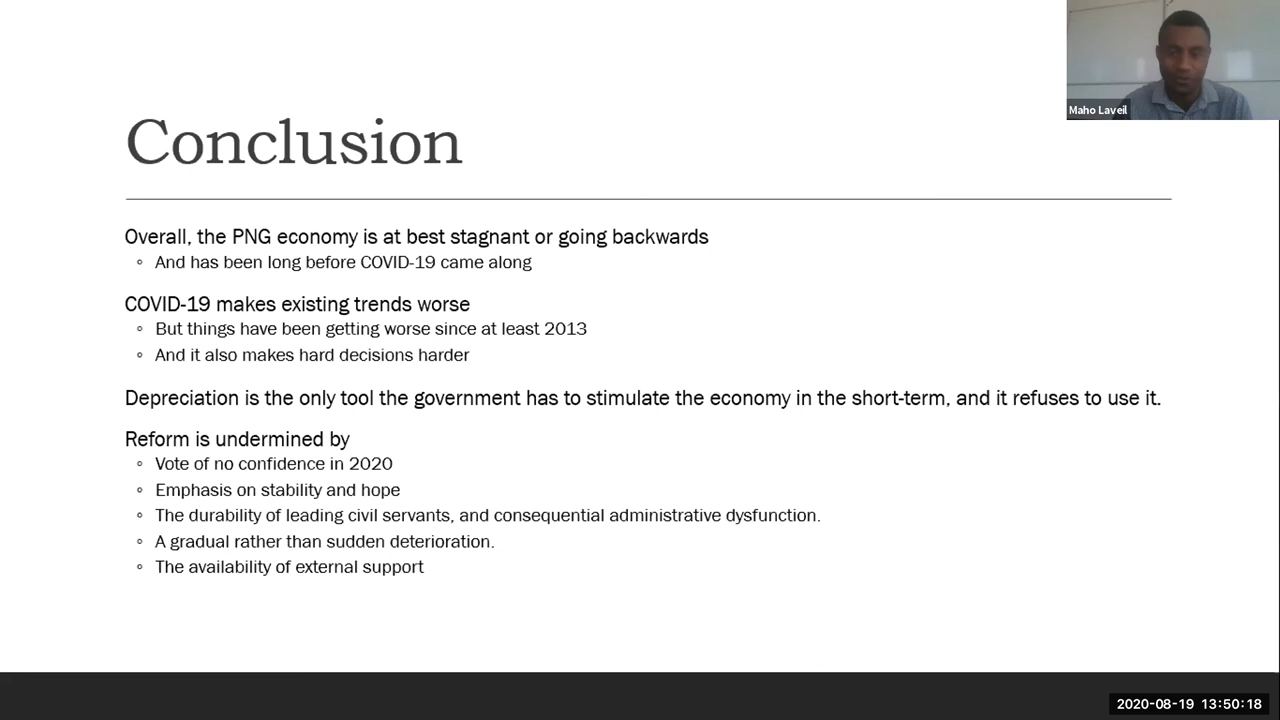 Maho Laveil
Conclusion
Overall, the PNG economy is at best stagnant or going backwards
◦ And has been long before COVID-19 came along
COVID-19 makes existing trends worse
◦ But things have been getting worse since at least 2013
◦ And it also makes hard decisions harder
Depreciation is the only tool the government has to stimulate the economy in the short-term, and it refuses to use it.
Reform is undermined by
◦ Vote of no confidence in 2020
◦ Emphasis on stability and hope
◦ The durability of leading civil servants, and consequential administrative dysfunction.
◦ A gradual rather than sudden deterioration.
◦ The availability of external support
2020-08-19 13:50:18